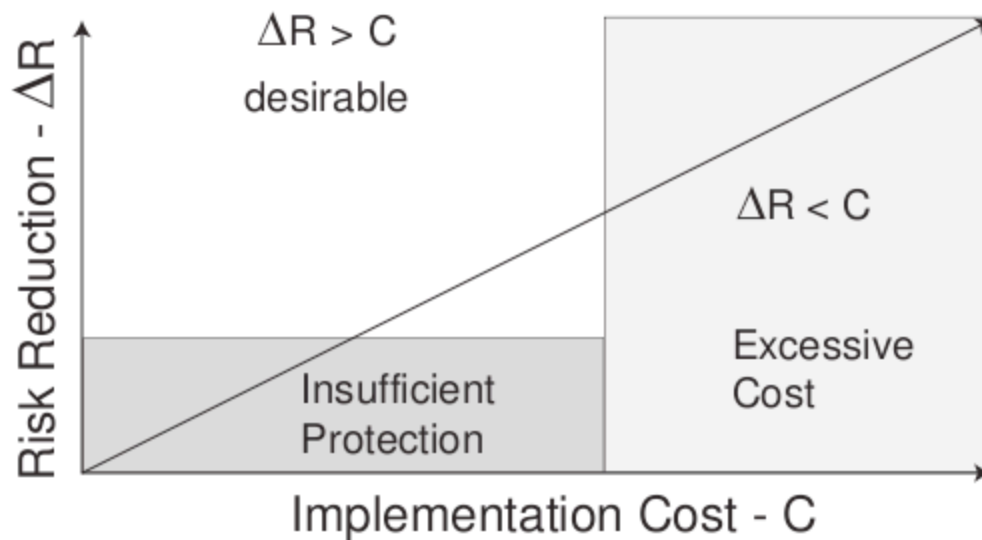 Risk Reduction - ΔR
ΔR > C
desirable
ΔR < C
Excessive
Cost
Insufficient
Protection
Implementation Cost - C